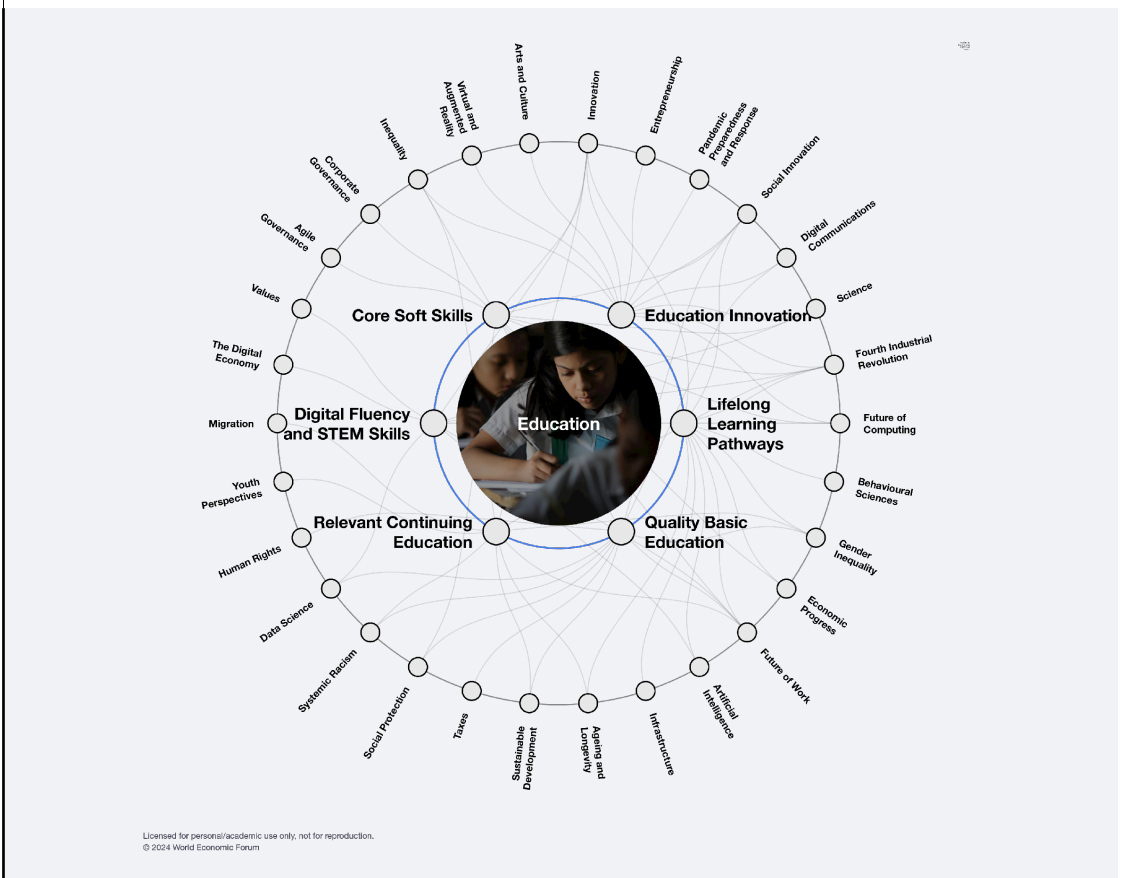 Arts and Culture
Innovation
Entrepreneurship
Pandemic
Preparedness
and Response
Social Innovation
Digital
Communications
Science
Fourth Industrial
Revolution
Future of
Computing
Behavioural
Sciences
Gender
Inequality
Economic
Progress
Future of Work
Artificial
Intelligence
Infrastructure
Ageing and
Longevity
Sustainable
Development
Taxes
Social Protection
Systemic Racism
Data Science
Human Rights
Youth
Perspectives
Migration
The Digital
Economy
Values
Agile
Governance
Corporate
Governance
Inequality
Virtual and
Augmented
Reality
Core Soft Skills
Education Innovation
Digital Fluency
and STEM Skills
Education
Lifelong
Learning
Pathways
Relevant Continuing
Education
Quality Basic
Education
Licensed for personal/academic use only, not for reproduction.
© 2024 World Economic Forum